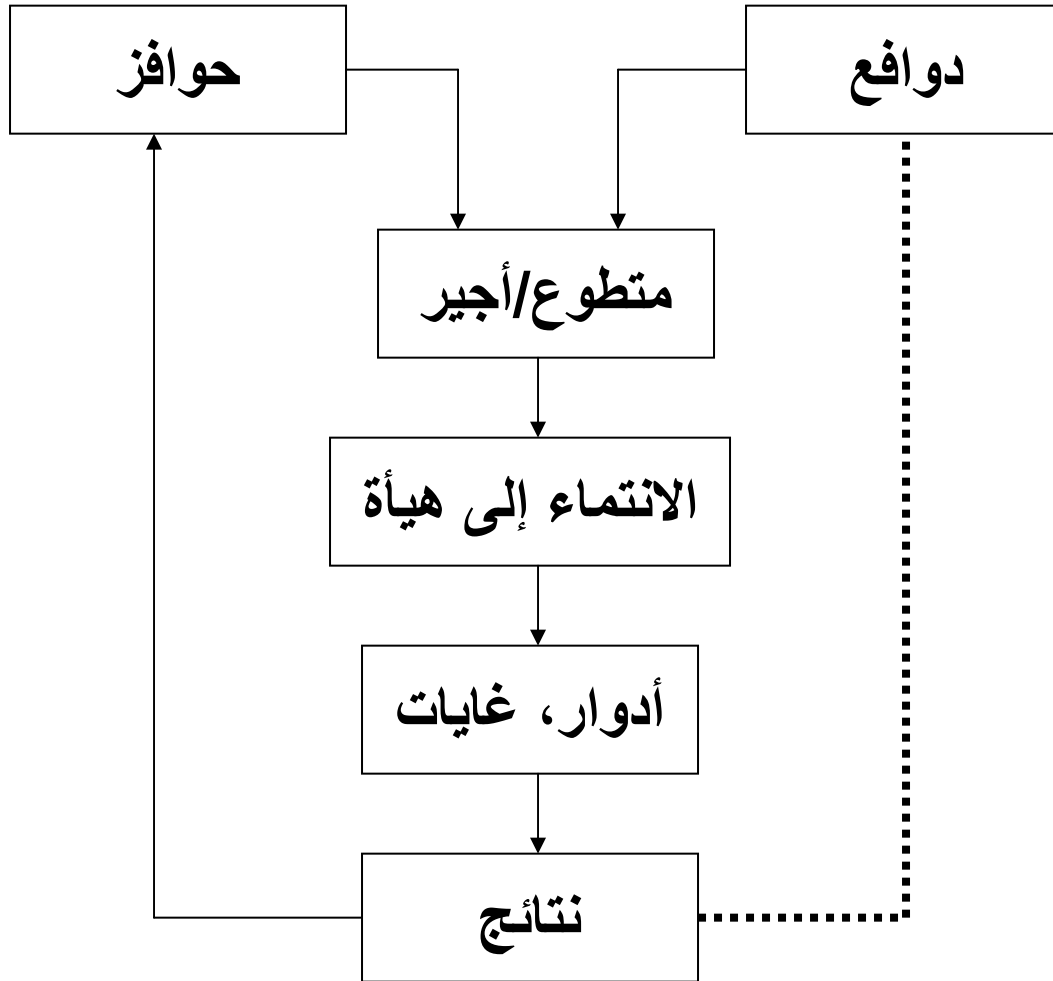 دوافع
حوافز
متطوع/أجير
الانتماء إلى هيأة
أدوار، غايات
نتائج